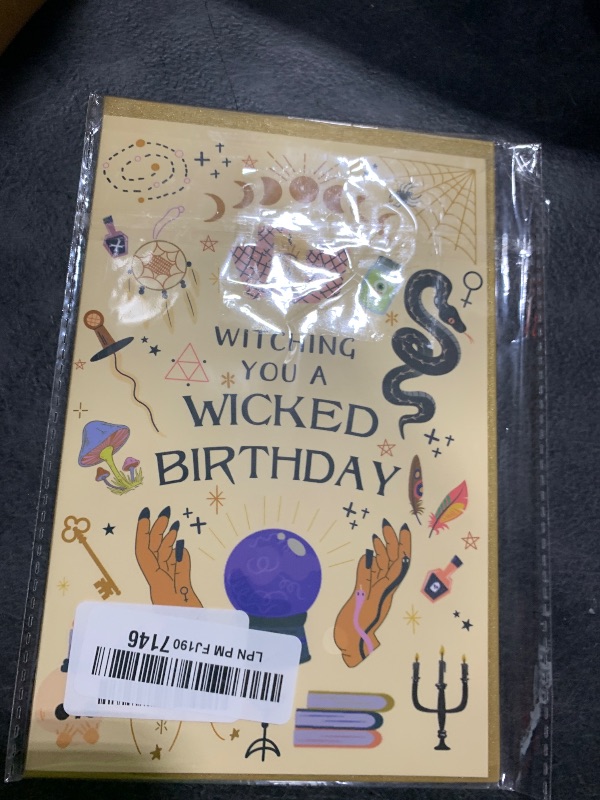 WITCHING
YOU A
WICKED
BIRTHDAY
LPN PM FJ190 7146